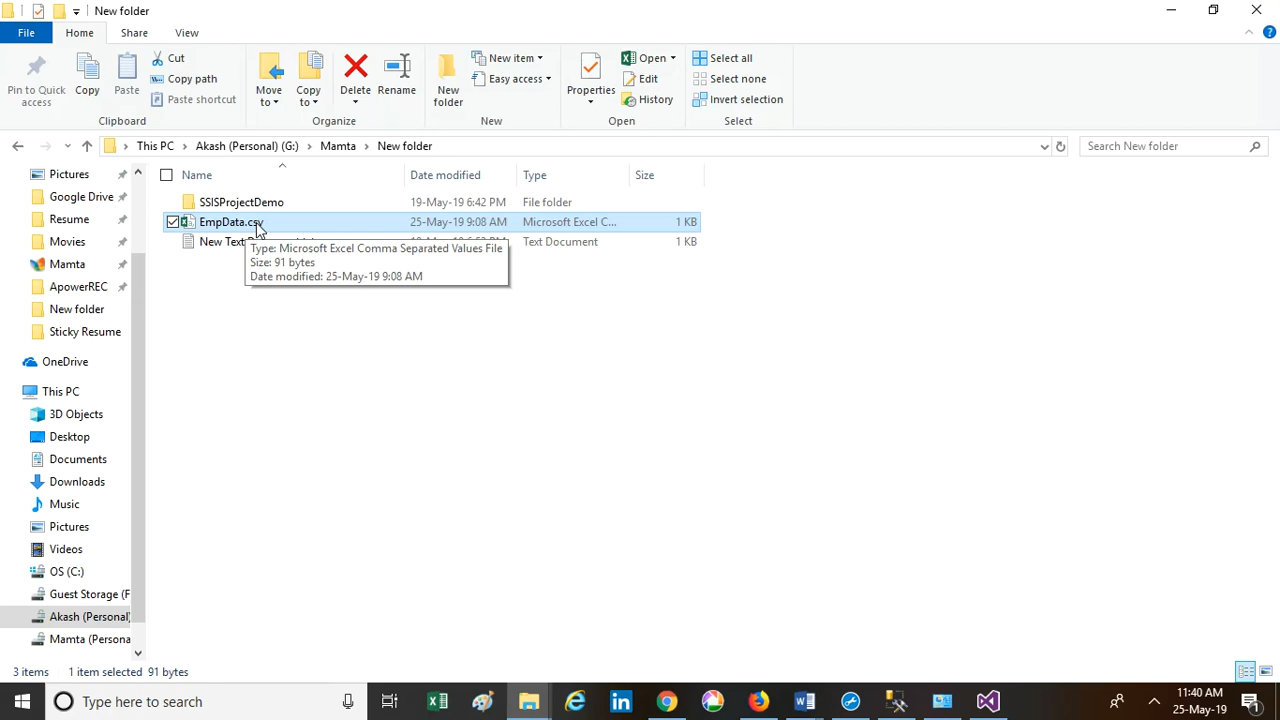 New folder
File Home Share View
Pin to Quick access
Copy
Paste
Cut
Copy path
Paste shortcut
Clipboard
Move to
Copy to
Delete
Rename
Organize
New folder
New item
Easy access
New
Properties
Open
Edit
History
Open
Select all
Select none
Invert selection
Select
This PC Akash (Personal) (G:) Mamta New folder
Search New folder
Name Date modified Type Size
SSISProjectDemo 19-May-19 6:42 PM File folder
EmpData.csv 25-May-19 9:08 AM Microsoft Excel C... 1 KB
New Text Document Text Document 1 KB
Type: Microsoft Excel Comma Separated Values File
Size: 91 bytes
Date modified: 25-May-19 9:08 AM
Pictures
Google Drive
Resume
Movies
Mamta
ApowerREC
New folder
Sticky Resume
OneDrive
This PC
3D Objects
Desktop
Documents
Downloads
Music
Pictures
Videos
OS (C:)
Guest Storage (F
Akash (Personal)
Mamta (Persona
3 items 1 item selected 91 bytes
Type here to search
11:40 AM
25-May-19